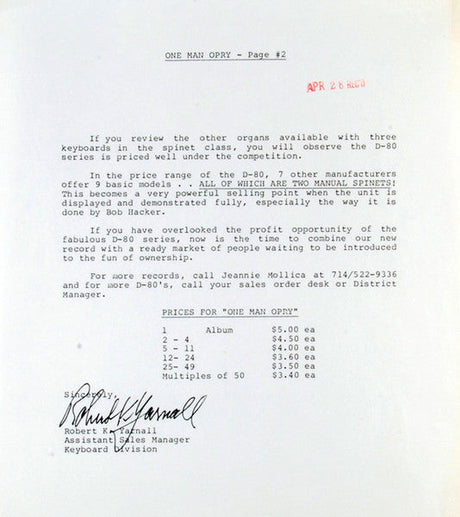 ONE MAN OPRY - Page #2
APR 28 REC'D
If you review the other organs available with three
keyboards in the spinet class, you will observe the D-80
series is priced well under the competition.
In the price range of the D-80, 7 other manufacturers
offer 9 basic models . . ALL OF WHICH ARE TWO MANUAL SPINETS!
This becomes a very powerful selling point when the unit is
displayed and demonstrated fully, especially the way it is
done by Bob Hacker.
If you have overlooked the profit opportunity of the
fabulous D-80 series, now is the time to combine our new
record with a ready market of people waiting to be introduced
to the fun of ownership.
For more records, call Jeannie Mollica at 714/522-9336
and for more D-80's, call your sales order desk or District
Manager.
PRICES FOR "ONE MAN OPRY"
1 Album $5.00 ea
2 - 4 $4.50 ea
5 - 11 $4.00 ea
12- 24 $3.60 ea
25- 49 $3.50 ea
Multiples of 50 $3.40 ea
Sincerely,
Robert K Yarnall
Robert K. Yarnall
Assistant Sales Manager
Keyboard Division